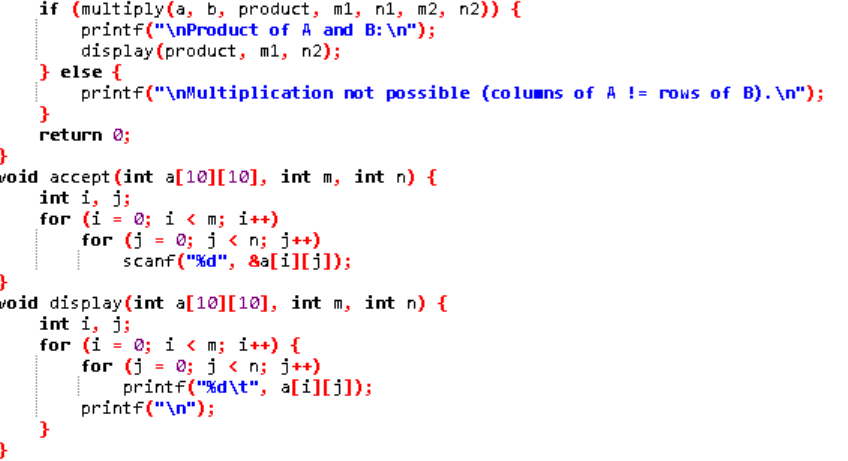 if (multiply(a, b, product, m1, n1, m2, n2)) {
printf("\nProduct of A and B:\n");
display(product, m1, n2);
} else {
printf("\nMultiplication not possible (columns of A != rows of B).\n");
}
return 0;
}
void accept(int a[10][10], int m, int n) {
int i, j;
for (i = 0; i < m; i++)
for (j = 0; j < n; j++)
scanf("%d", &a[i][j]);
}
void display(int a[10][10], int m, int n) {
int i, j;
for (i = 0; i < m; i++) {
for (j = 0; j < n; j++)
printf("%d\t", a[i][j]);
printf("\n");
}
}